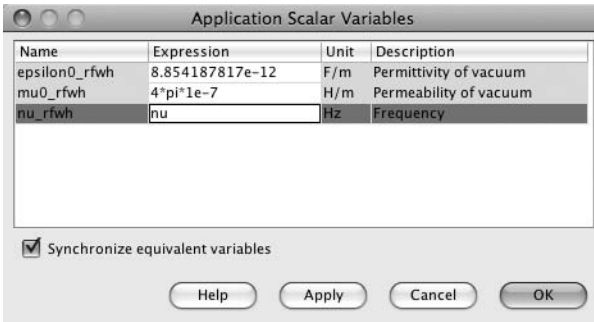 Application Scalar Variables
Name Expression Unit Description
epsilon0_rfwh 8.854187817e-12 F/m Permittivity of vacuum
mu0_rfwh 4*pi*1e-7 H/m Permeability of vacuum
nu_rfwh nu Hz Frequency
Synchronize equivalent variables
Help Apply Cancel OK